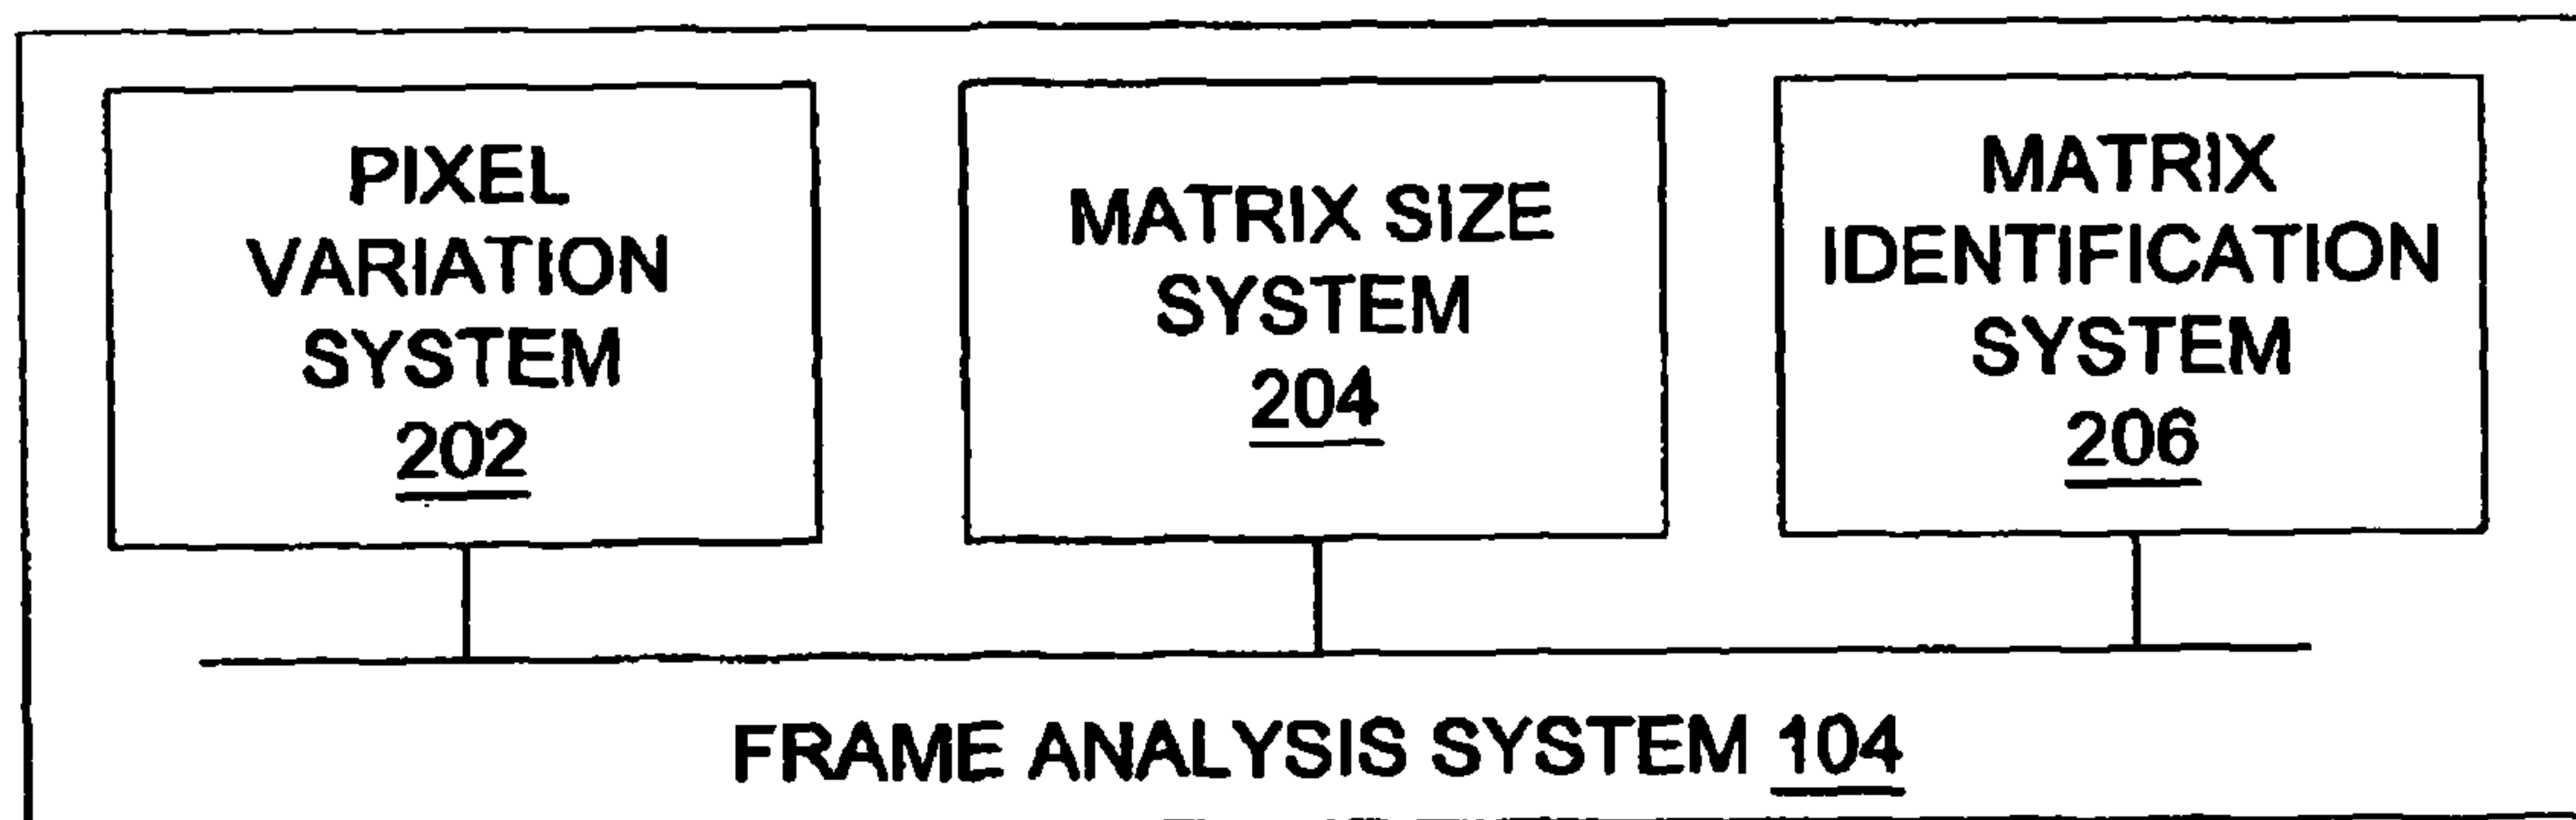 PIXEL
VARIATION
SYSTEM
202
MATRIX SIZE
SYSTEM
204
MATRIX
IDENTIFICATION
SYSTEM
206
FRAME ANALYSIS SYSTEM 104